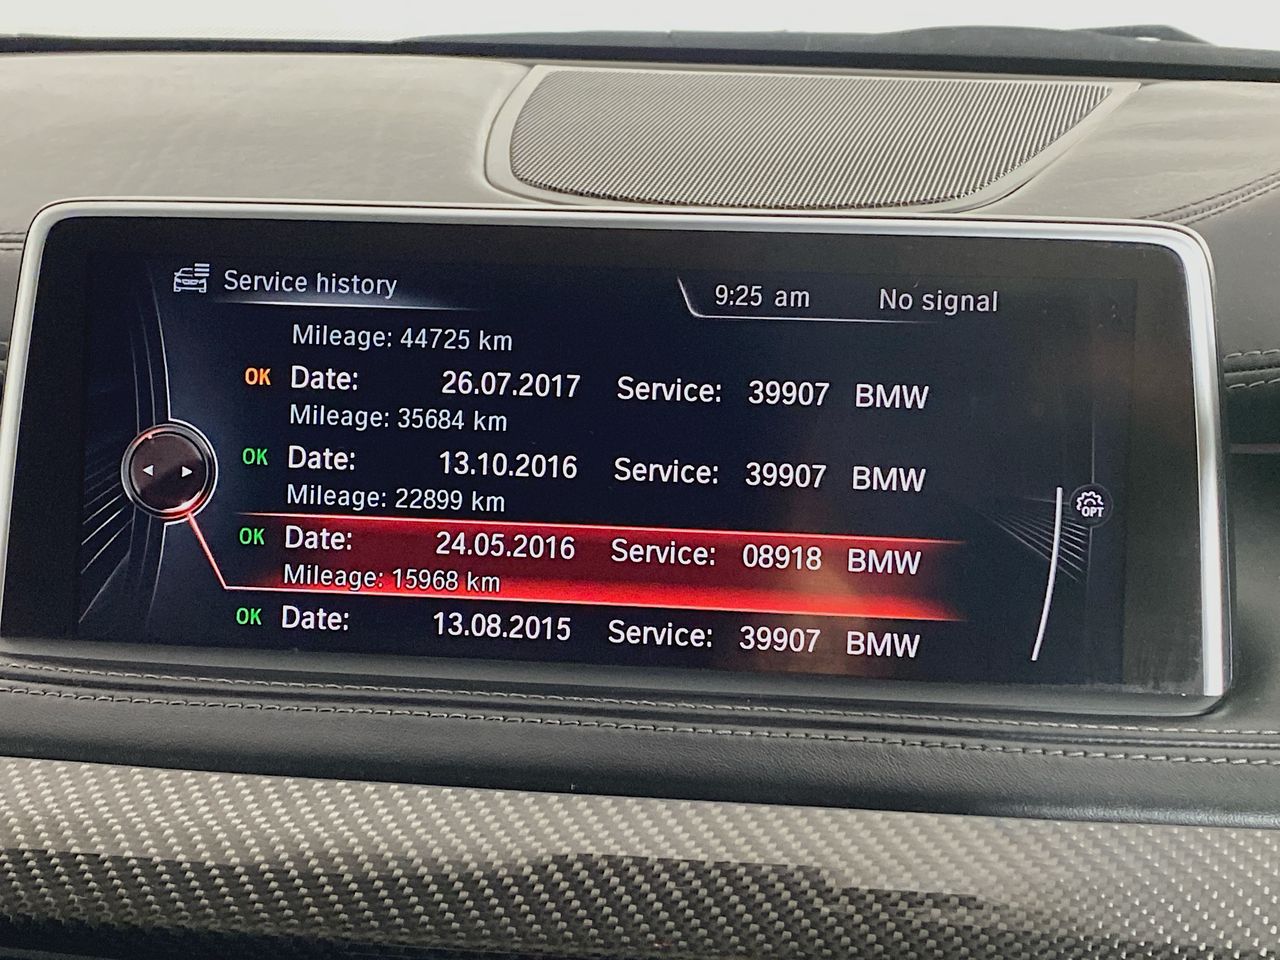 Service history
9:25 am No signal
Mileage: 44725 km
OK Date: 26.07.2017 Service: 39907 BMW
Mileage: 35684 km
OK Date: 13.10.2016 Service: 39907 BMW
Mileage: 22899 km
OK Date: 24.05.2016 Service: 08918 BMW
Mileage: 15968 km
OK Date: 13.08.2015 Service: 39907 BMW
OPT